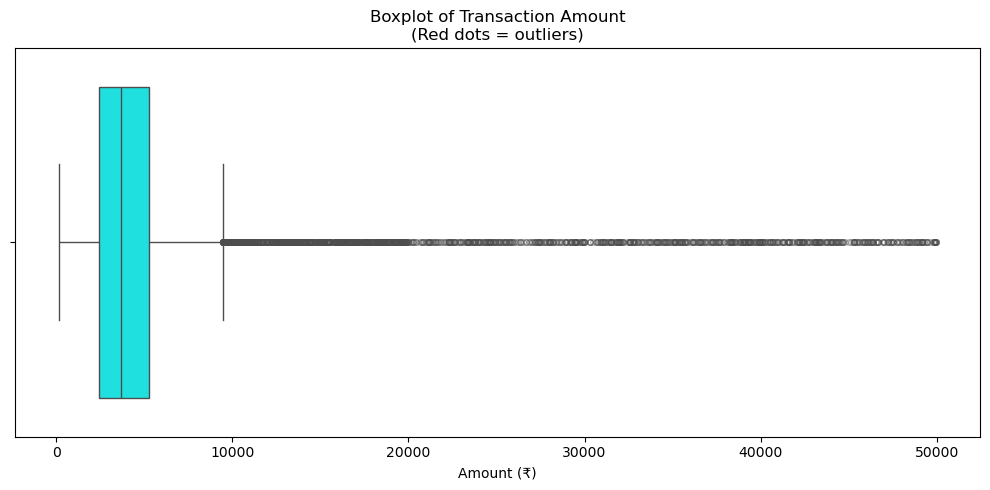 Boxplot of Transaction Amount
(Red dots = outliers)
0 10000 20000 30000 40000 50000
Amount (₹)